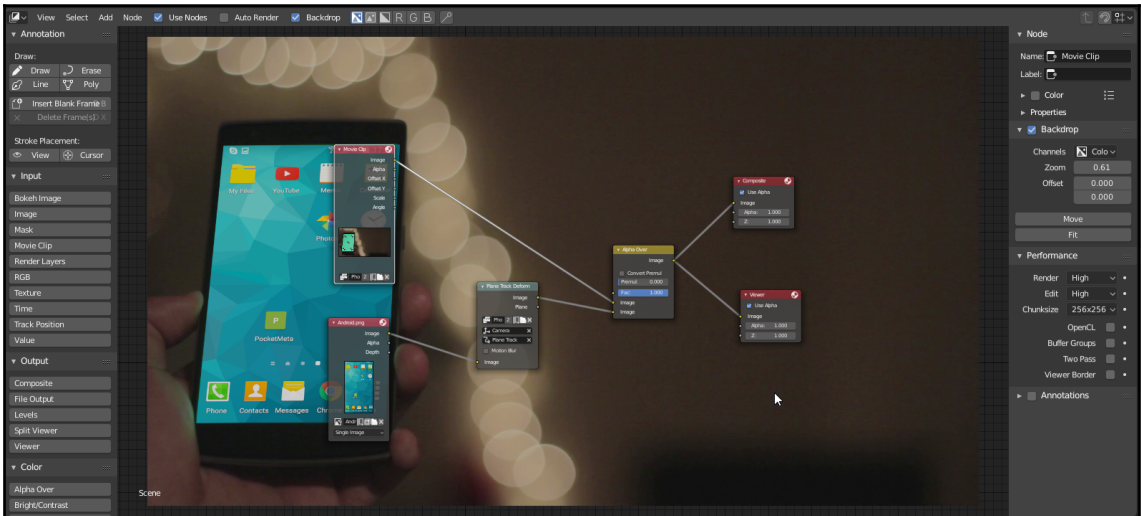 View Select Add Node Use Nodes Auto Render Backdrop R G B
Annotation
Draw:
Draw Erase
Line Poly
Insert Blank Frame B
Delete Frame(s) X
Stroke Placement:
View Cursor
Input
Bokeh Image
Image
Mask
Movie Clip
Render Layers
RGB
Texture
Time
Track Position
Value
Output
Composite
File Output
Levels
Split Viewer
Viewer
Color
Alpha Over
Bright/Contrast
My Files YouTube
PocketMeta
Phone Contacts Messages
Scene
Movie Clip
Image
Alpha
Offset X
Offset Y
Scale
Angle
Pho 2
Android.png
Image
Alpha
Depth
Andr
Single Image
Plane Track Deform
Image
Plane
Pho 2
Camera
Plane Track
Motion Blur
Image
Alpha Over
Image
Convert Premul
Premul 0.000
Fac: 1.000
Image
Image
Composite
Use Alpha
Image
Alpha: 1.000
Z: 1.000
Viewer
Use Alpha
Image
Alpha: 1.000
Z: 1.000
Node
Name: Movie Clip
Label:
Color
Properties
Backdrop
Channels Colo
Zoom 0.61
Offset 0.000
0.000
Move
Fit
Performance
Render High
Edit High
Chunksize 256x256
OpenCL
Buffer Groups
Two Pass
Viewer Border
Annotations